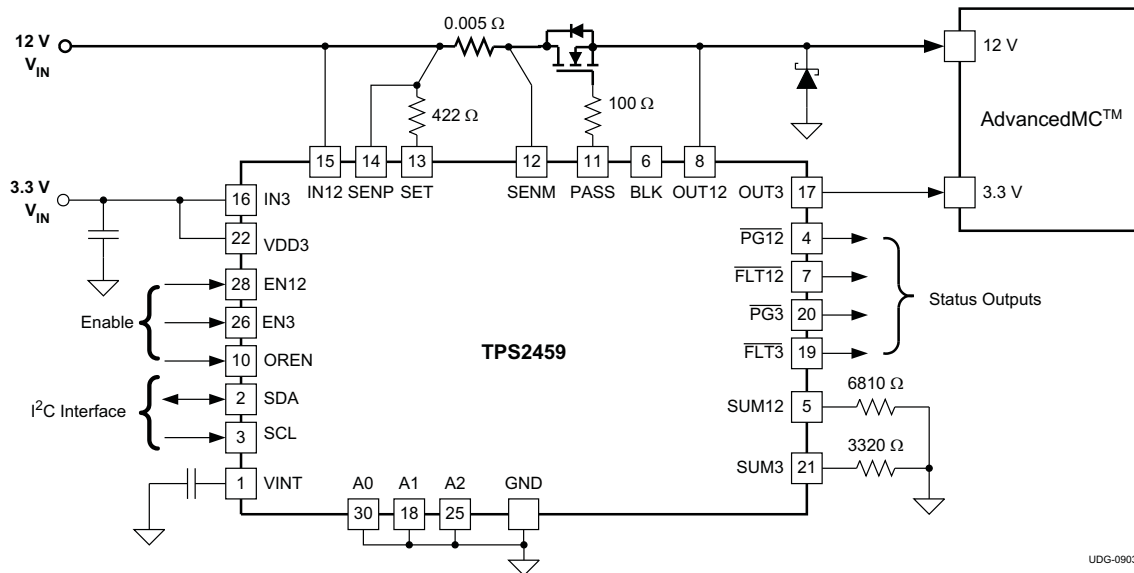 0.005 Ω
12 V
V_IN
12 V
422 Ω
100 Ω
AdvancedMC™
15 14 13 12 11 6 8
IN12 SENP SET SENM PASS BLK OUT12 OUT3 17 3.3 V
3.3 V
V_IN
16 IN3
22 VDD3
PG12 4
28 EN12
FLT12 7
Status Outputs
Enable
26 EN3
PG3 20
10 OREN
TPS2459
FLT3 19
2 SDA
6810 Ω
I²C Interface
SUM12 5
3 SCL
3320 Ω
SUM3 21
1 VINT
A0 A1 A2 GND
30 18 25